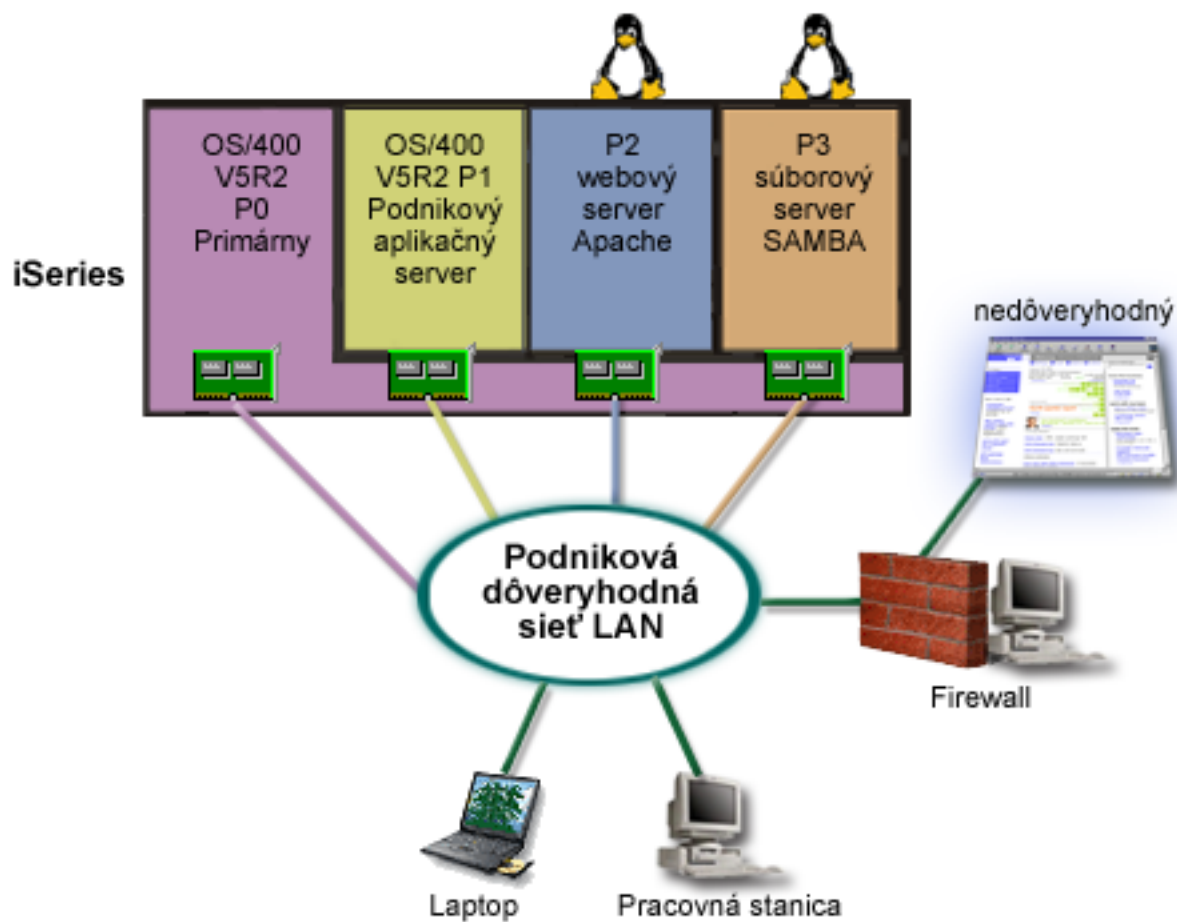 OS/400
V5R2
P0
Primárny
OS/400
V5R2 P1
Podnikový
aplikačný
server
P2
webový
server
Apache
P3
súborový
server
SAMBA
iSeries
nedôveryhodný
Podniková
dôveryhodná
sieť LAN
Firewall
Laptop
Pracovná stanica